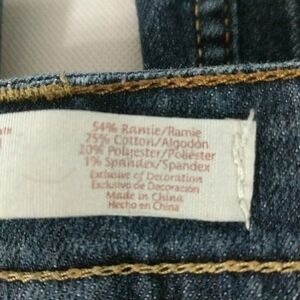 54% Ramie/Ramie
25% Cotton/Algodón
20% Polyester/Poliéster
1% Spandex/Spandex
Exclusive of Decoration
Exclusivo de Decoración
Made in China
Hecho en China